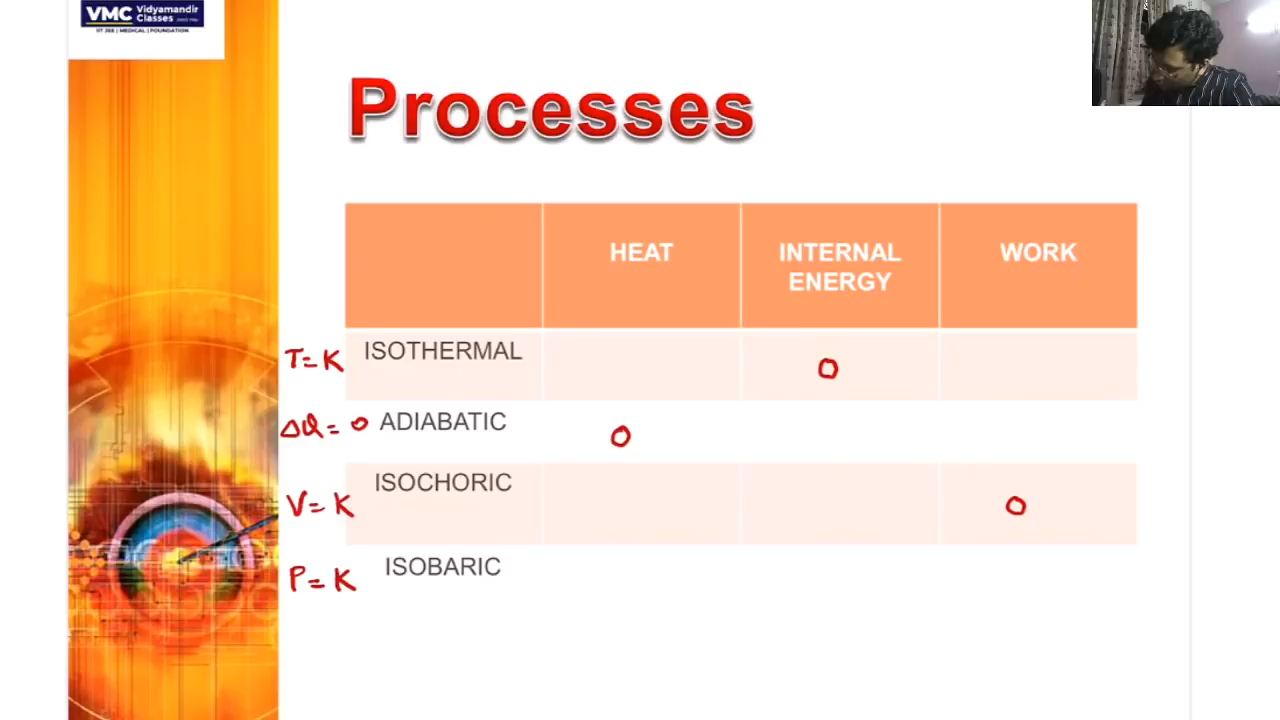 VMC Vidyamandir Classes
IIT JEE | MEDICAL | FOUNDATION
Processes
HEAT INTERNAL ENERGY WORK
T=K ISOTHERMAL 0
ΔQ=0 ADIABATIC 0
V=K ISOCHORIC 0
P=K ISOBARIC